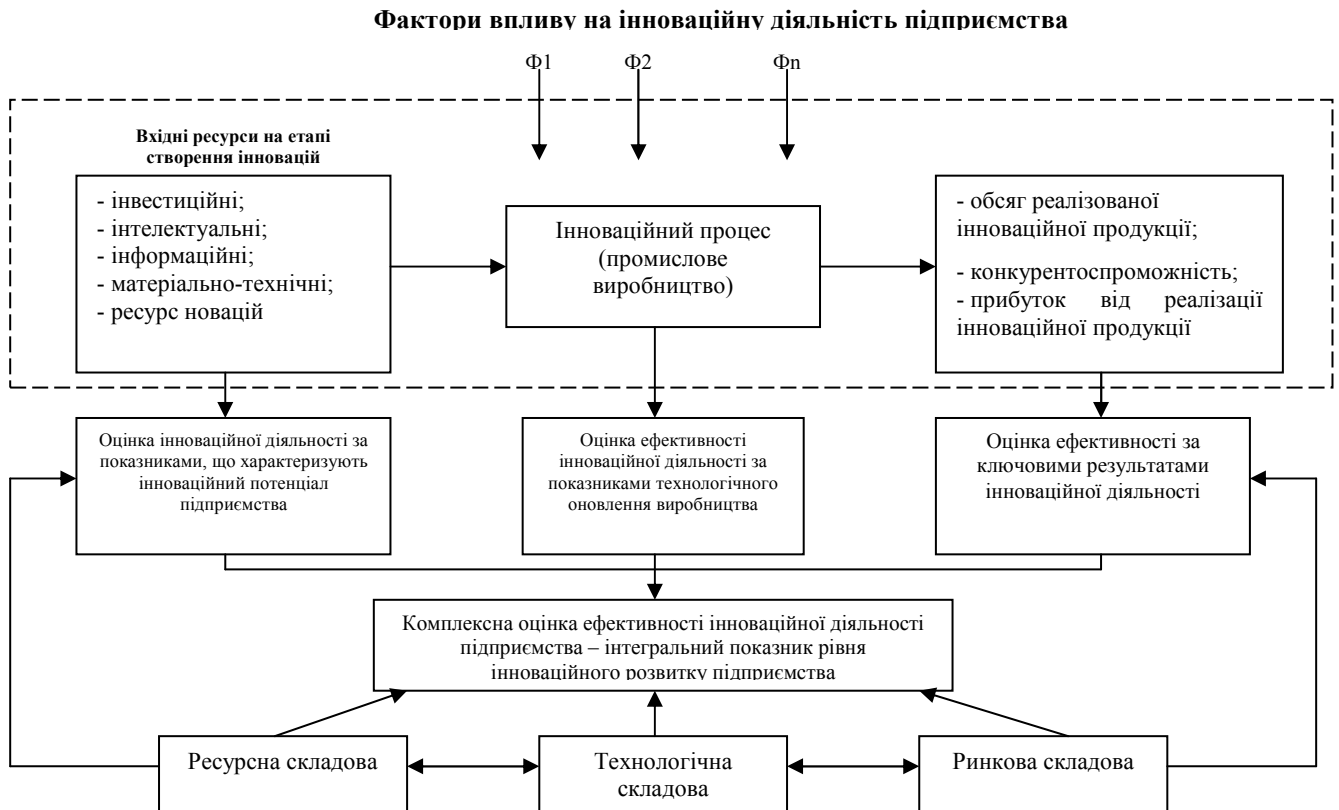 Фактори впливу на інноваційну діяльність підприємства
Ф1
Ф2
Фn
Вхідні ресурси на етапі
створення інновацій
- інвестиційні;
- інтелектуальні;
- інформаційні;
- матеріально-технічні;
- ресурс новацій
Інноваційний процес
(промислове
виробництво)
- обсяг реалізованої
інноваційної продукції;
- конкурентоспроможність;
- прибуток від реалізації
інноваційної продукції
Оцінка інноваційної діяльності за
показниками, що характеризують
інноваційний потенціал
підприємства
Оцінка ефективності
інноваційної діяльності за
показниками технологічного
оновлення виробництва
Оцінка ефективності за
ключовими результатами
інноваційної діяльності
Комплексна оцінка ефективності інноваційної діяльності
підприємства – інтегральний показник рівня
інноваційного розвитку підприємства
Ресурсна складова
Технологічна
складова
Ринкова складова